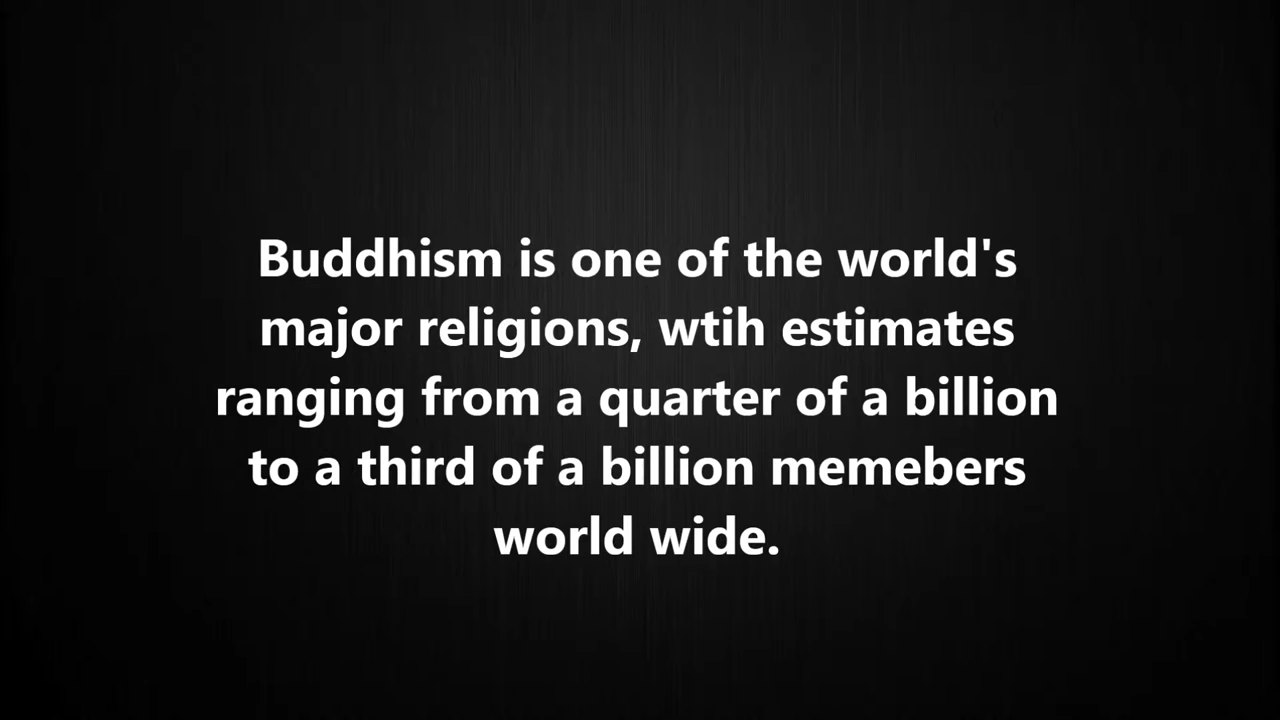 Buddhism is one of the world's
major religions, wtih estimates
ranging from a quarter of a billion
to a third of a billion memebers
world wide.